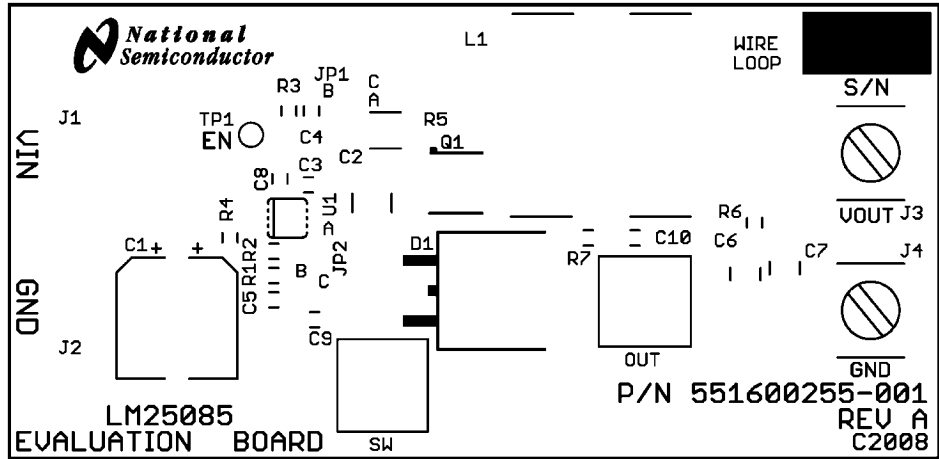 National
Semiconductor
L1
WIRE
LOOP
S/N
J1
VIN
TP1
EN
R3
JP1
B
C
A
C4
C3
C2
R5
Q1
C8
R4
U1
A
VOUT
J3
R6
C1
+
+
R2
R1
C5
B
C
JP2
D1
R7
C10
C6
C7
J4
GND
J2
C9
OUT
GND
P/N 551600255-001
REV A
C2008
LM25085
EVALUATION BOARD
SW